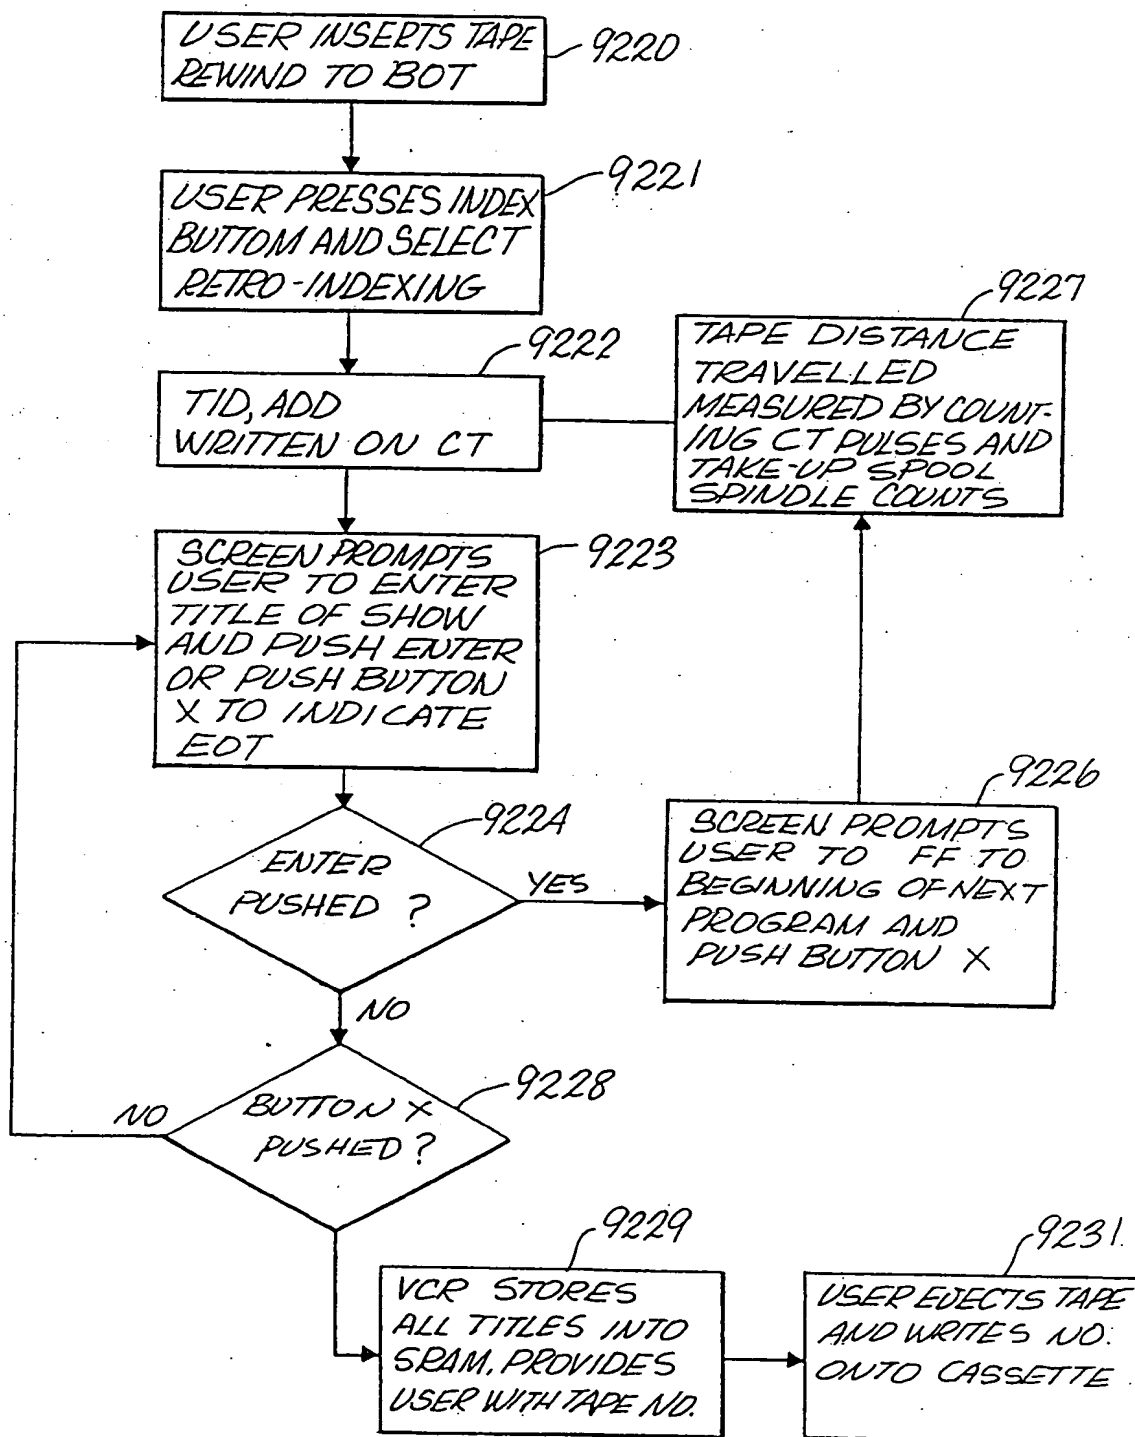 USER INSERTS TAPE
REWIND TO BOT
9220
USER PRESSES INDEX
BUTTOM AND SELECT
RETRO-INDEXING
9221
TID, ADD
WRITTEN ON CT
9222
TAPE DISTANCE
TRAVELLED
MEASURED BY COUNT-
ING CT PULSES AND
TAKE-UP SPOOL
SPINDLE COUNTS
9227
SCREEN PROMPTS
USER TO ENTER
TITLE OF SHOW
AND PUSH ENTER
OR PUSH BUTTON
X TO INDICATE
EOT
9223
ENTER
PUSHED ?
9224
YES
NO
SCREEN PROMPTS
USER TO FF TO
BEGINNING OF NEXT
PROGRAM AND
PUSH BUTTON X
9226
BUTTON X
PUSHED ?
9228
NO
VCR STORES
ALL TITLES INTO
SRAM, PROVIDES
USER WITH TAPE NO.
9229
USER EJECTS TAPE
AND WRITES NO.
ONTO CASSETTE
9231